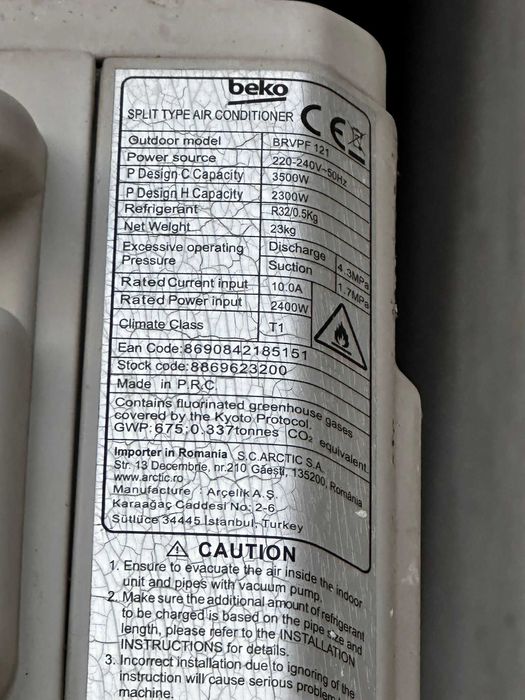 beko
SPLIT TYPE AIR CONDITIONER CE
Outdoor model BRVPF 121
Power source 220-240V~50Hz
P Design C Capacity 3500W
P Design H Capacity 2300W
Refrigerant R32/0.5Kg
Net Weight 23kg
Excessive operating Pressure Discharge 4.3MPa
Suction 1.7MPa
Rated Current input 10.0A
Rated Power input 2400W
Climate Class T1
Ean Code:8690842185151
Stock code:8869623200
Made in P.R.C
Contains fluorinated greenhouse gases
covered by the Kyoto Protocol.
GWP: 675; 0.337tonnes CO₂ equivalent
Importer in Romania S.C.ARCTIC S.A.
Str. 13 Decembrie, nr.210 Găeşti, 135200, România
www.arctic.ro
Manufacture : Arçelik A.Ş.
Karaağaç Caddesi No: 2-6,
Sütlüce 34445 İstanbul, Turkey
CAUTION
1. Ensure to evacuate the air inside the indoor
unit and pipes with vacuum pump.
2. Make sure the additional amount of refrigerant
to be charged is based on the pipe size and
length, please refer to the INSTALLATION
INSTRUCTIONS for details.
3. Incorrect installation due to ignoring of the
instruction will cause serious problem
machine.